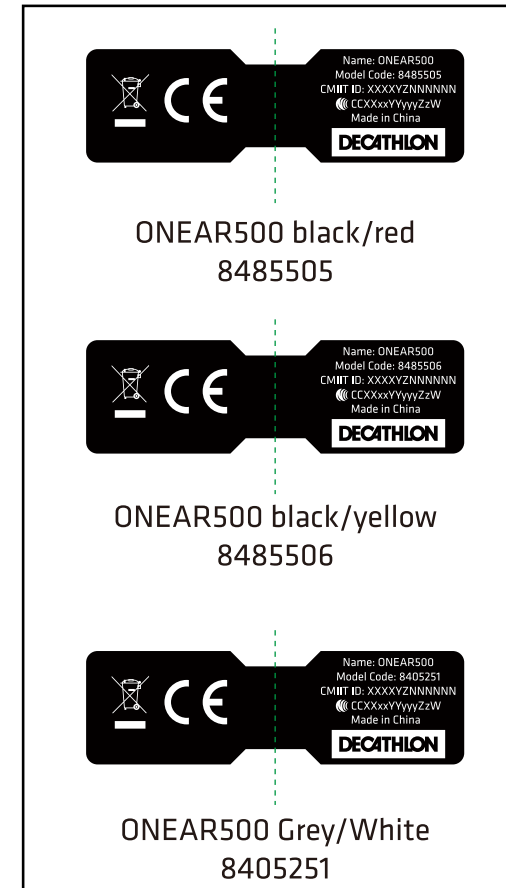 CE
Name: ONEAR500
Model Code: 8485505
CMIIT ID: XXXXYZNNNNNN
CCXXxxYYyyyZzW
Made in China
DECATHLON
ONEAR500 black/red
8485505
CE
Name: ONEAR500
Model Code: 8485506
CMIIT ID: XXXXYZNNNNNN
CCXXxxYYyyyZzW
Made in China
DECATHLON
ONEAR500 black/yellow
8485506
CE
Name: ONEAR500
Model Code: 8405251
CMIIT ID: XXXXYZNNNNNN
CCXXxxYYyyyZzW
Made in China
DECATHLON
ONEAR500 Grey/White
8405251